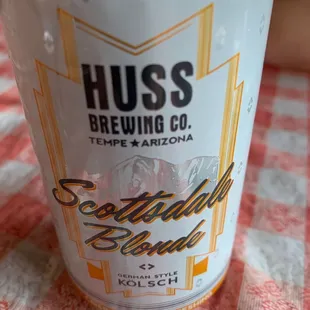 HUSS
BREWING CO.
TEMPE ★ ARIZONA
Scottsdale
Blonde
<>
GERMAN STYLE
KOLSCH